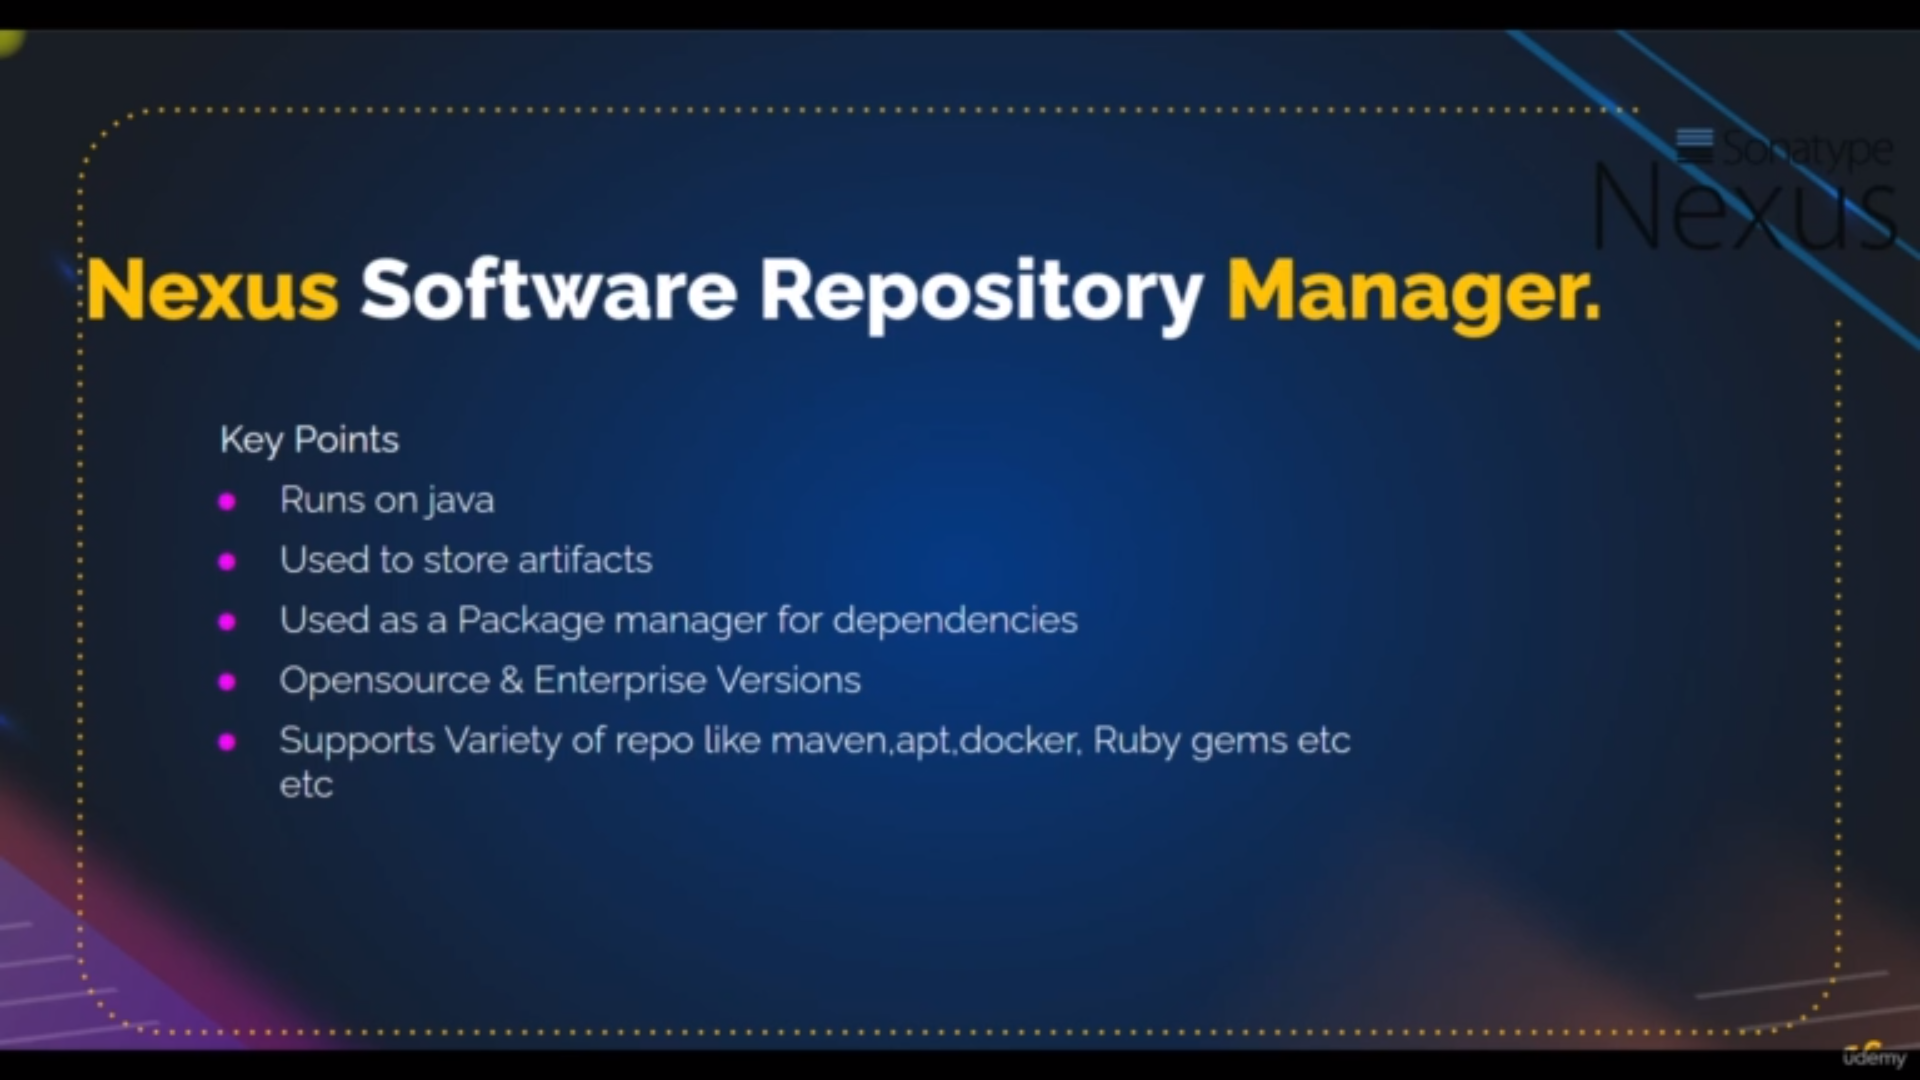 Sonatype
Nexus
Nexus Software Repository Manager.
Key Points
Runs on java
Used to store artifacts
Used as a Package manager for dependencies
Opensource & Enterprise Versions
Supports Variety of repo like maven,apt,docker, Ruby gems etc
etc
udemy